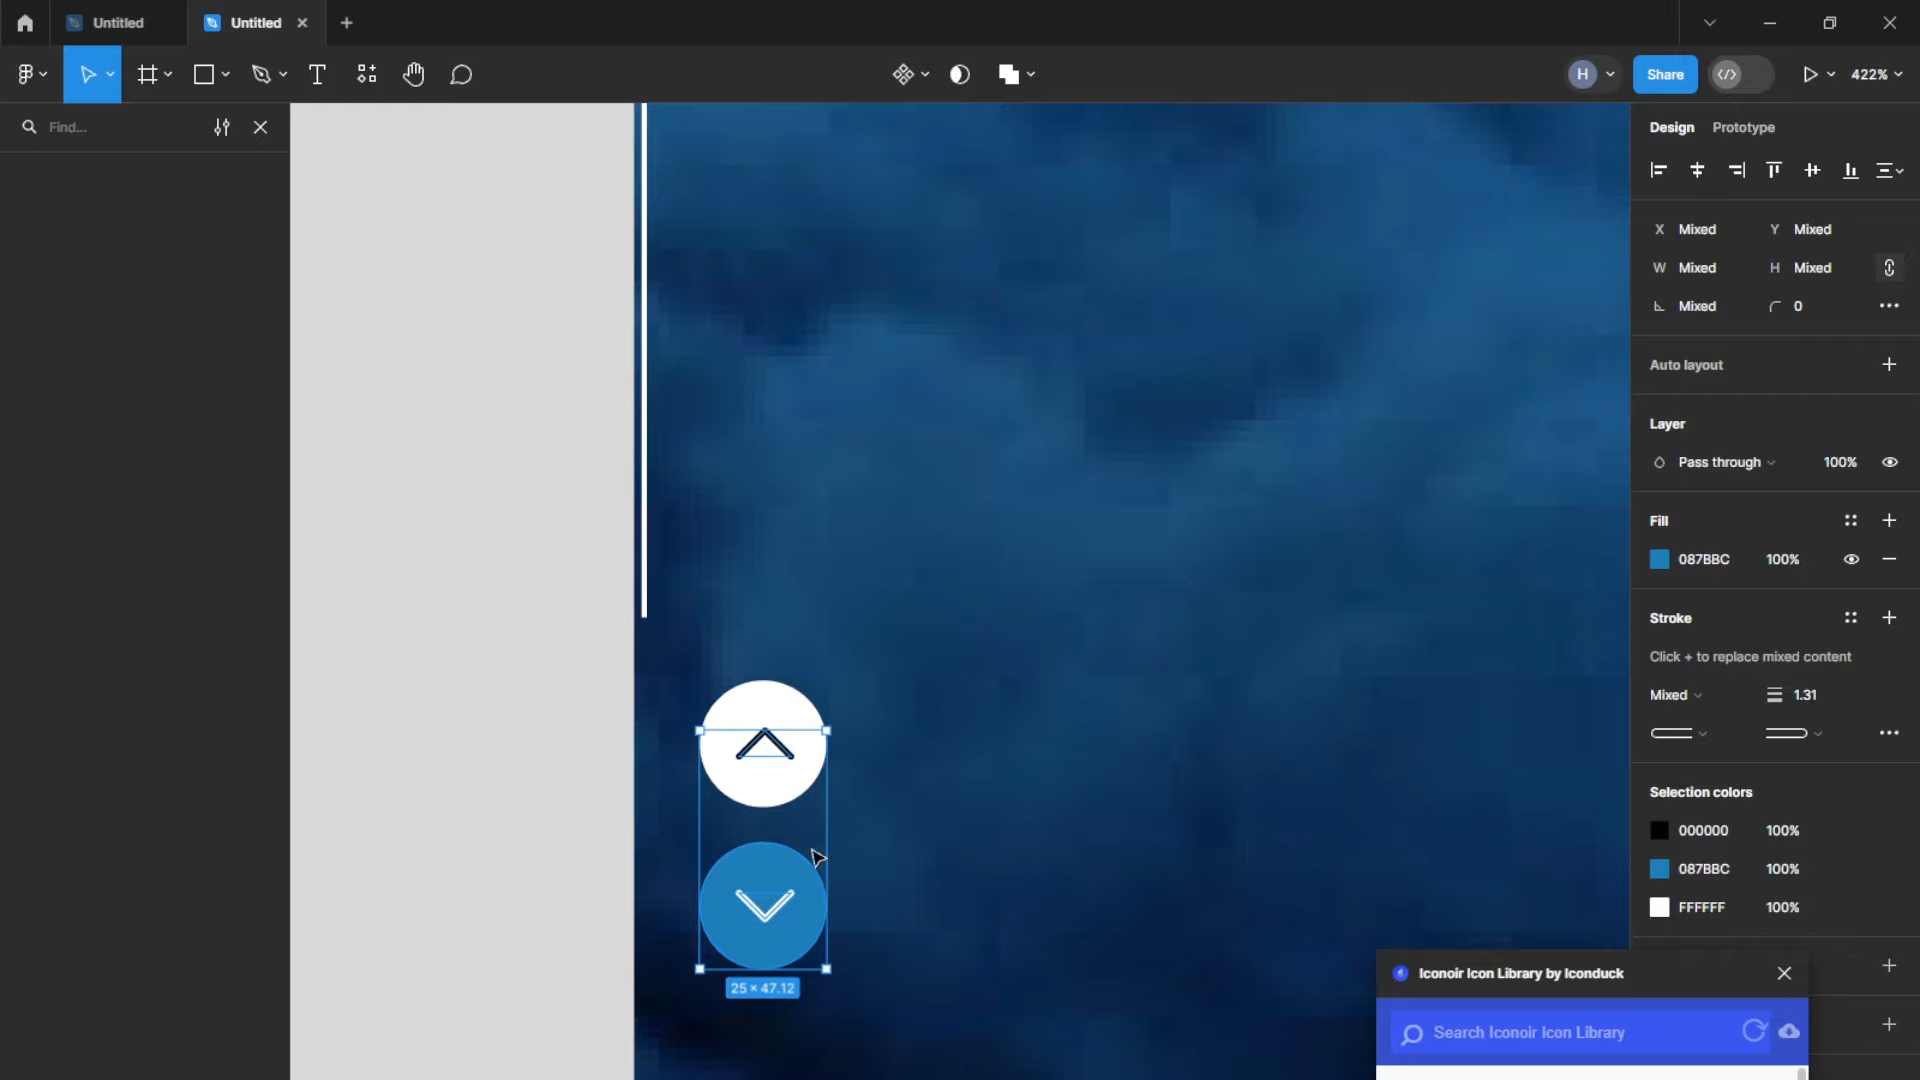 Untitled
Untitled
H
Share
422%
Find...
Design Prototype
X Mixed Y Mixed
W Mixed H Mixed
Mixed 0
Auto layout
Layer
Pass through 100%
Fill
087BBC 100%
Stroke
Click + to replace mixed content
Mixed 1.31
Selection colors
000000 100%
087BBC 100%
FFFFFF 100%
25 × 47.12
Iconoir Icon Library by Iconduck
Search Iconoir Icon Library